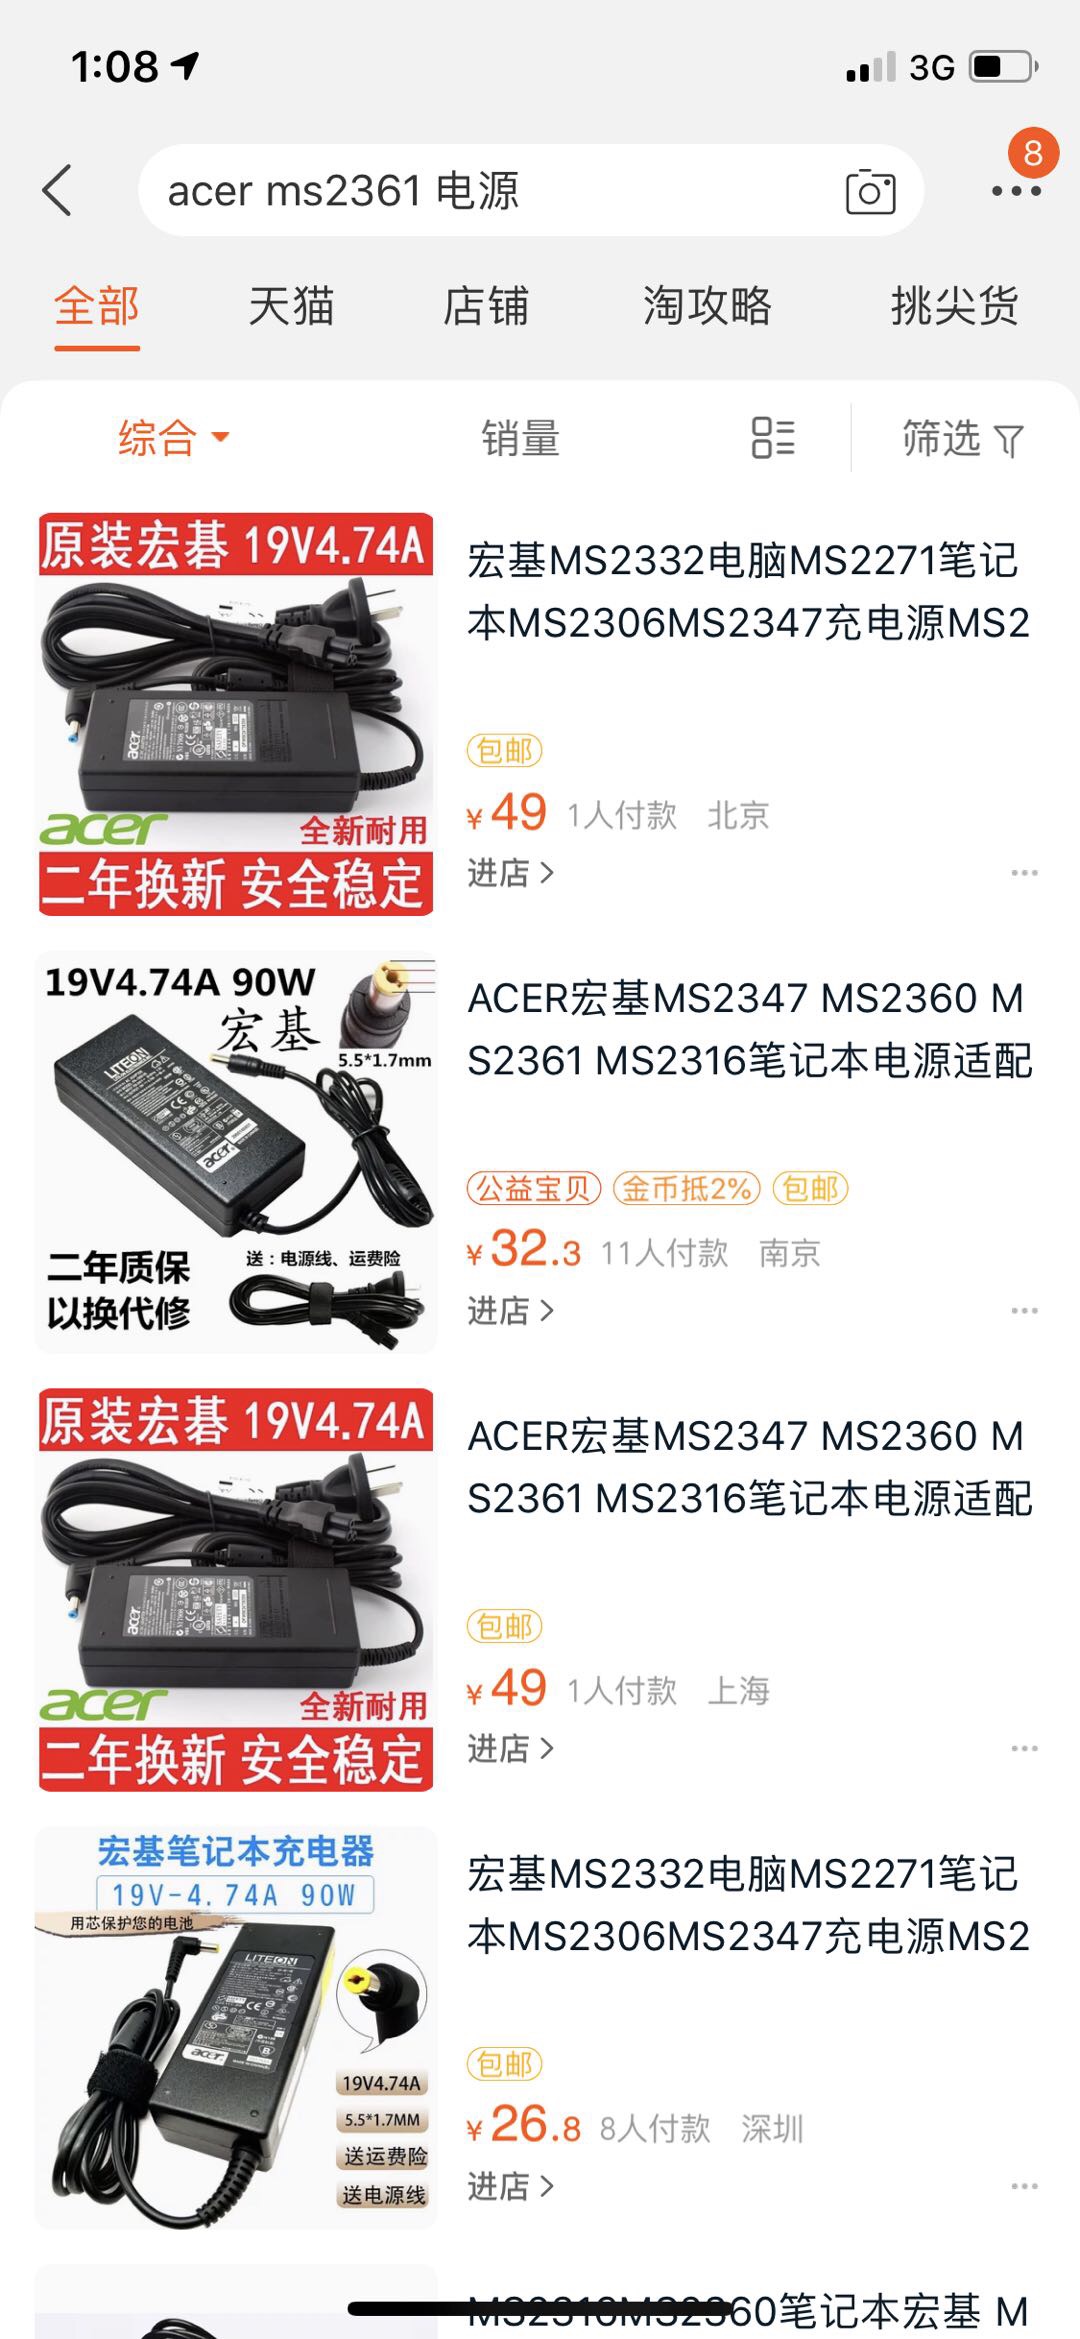 1:08
3G
acer ms2361 电源
8
全部 天猫 店铺 淘攻略 挑尖货
综合 销量 筛选
原装宏碁 19V4.74A
acer
acer 全新耐用
二年换新 安全稳定
宏基MS2332电脑MS2271笔记
本MS2306MS2347充电源MS2
包邮
¥49 1人付款 北京
进店
19V4.74A 90W
宏基
5.5*1.7mm
LITEON
acer
二年质保
以换代修
送：电源线、运费险
ACER宏基MS2347 MS2360 M
S2361 MS2316笔记本电源适配
公益宝贝 金币抵2% 包邮
¥32.3 11人付款 南京
进店
原装宏碁 19V4.74A
acer
acer 全新耐用
二年换新 安全稳定
ACER宏基MS2347 MS2360 M
S2361 MS2316笔记本电源适配
包邮
¥49 1人付款 上海
进店
宏基笔记本充电器
19V-4.74A 90W
用芯保护您的电池
LITEON
acer
19V4.74A
5.5*1.7MM
送运费险
送电源线
宏基MS2332电脑MS2271笔记
本MS2306MS2347充电源MS2
包邮
¥26.8 8人付款 深圳
进店
MS2316MS2360笔记本宏基 M